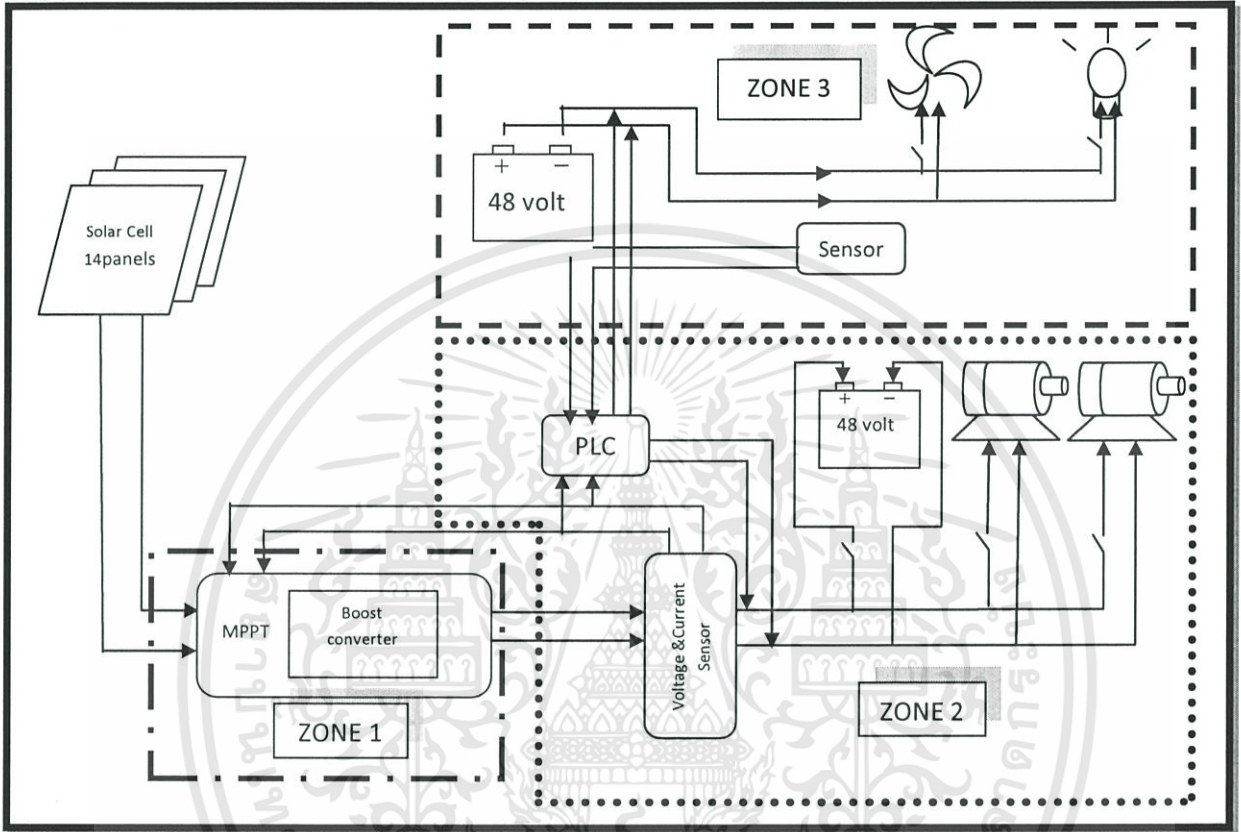 ZONE 3
+ −
48 volt
Sensor
Solar Cell
14panels
PLC
+ −
48 volt
MPPT
Boost
converter
Voltage &Current
Sensor
ZONE 1
ZONE 2